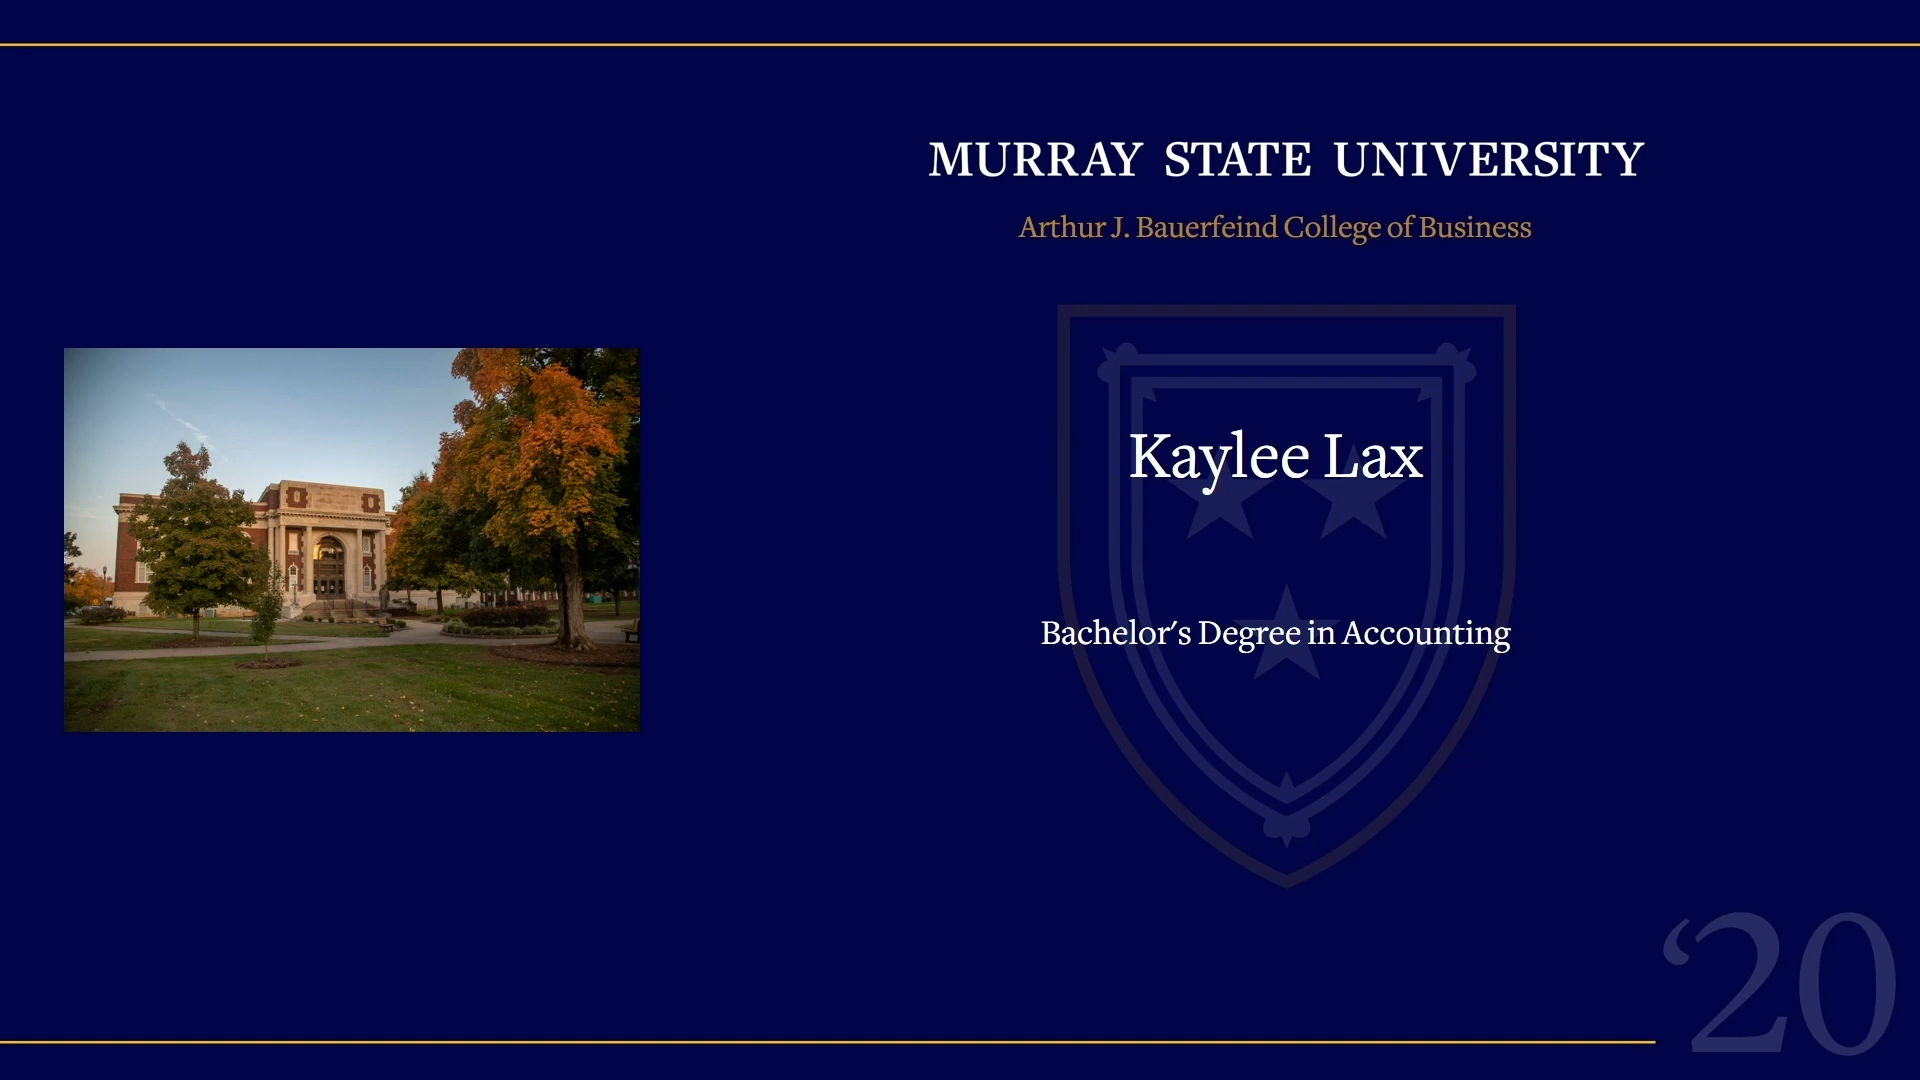 MURRAY STATE UNIVERSITY
Arthur J. Bauerfeind College of Business
Kaylee Lax
Bachelor's Degree in Accounting
‘20